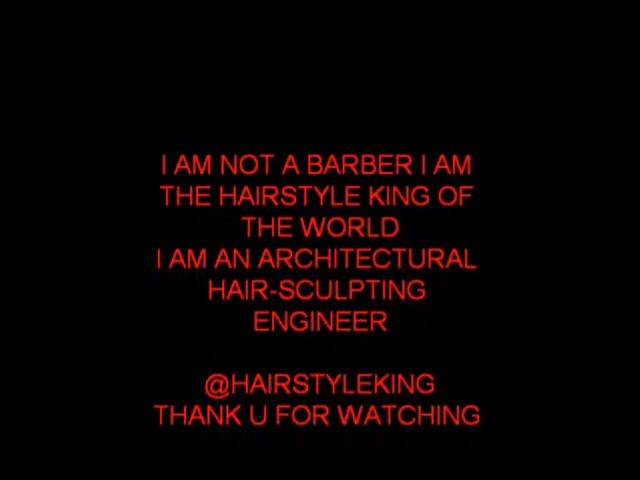 I AM NOT A BARBER I AM
THE HAIRSTYLE KING OF
THE WORLD
I AM AN ARCHITECTURAL
HAIR-SCULPTING
ENGINEER
@HAIRSTYLEKING
THANK U FOR WATCHING